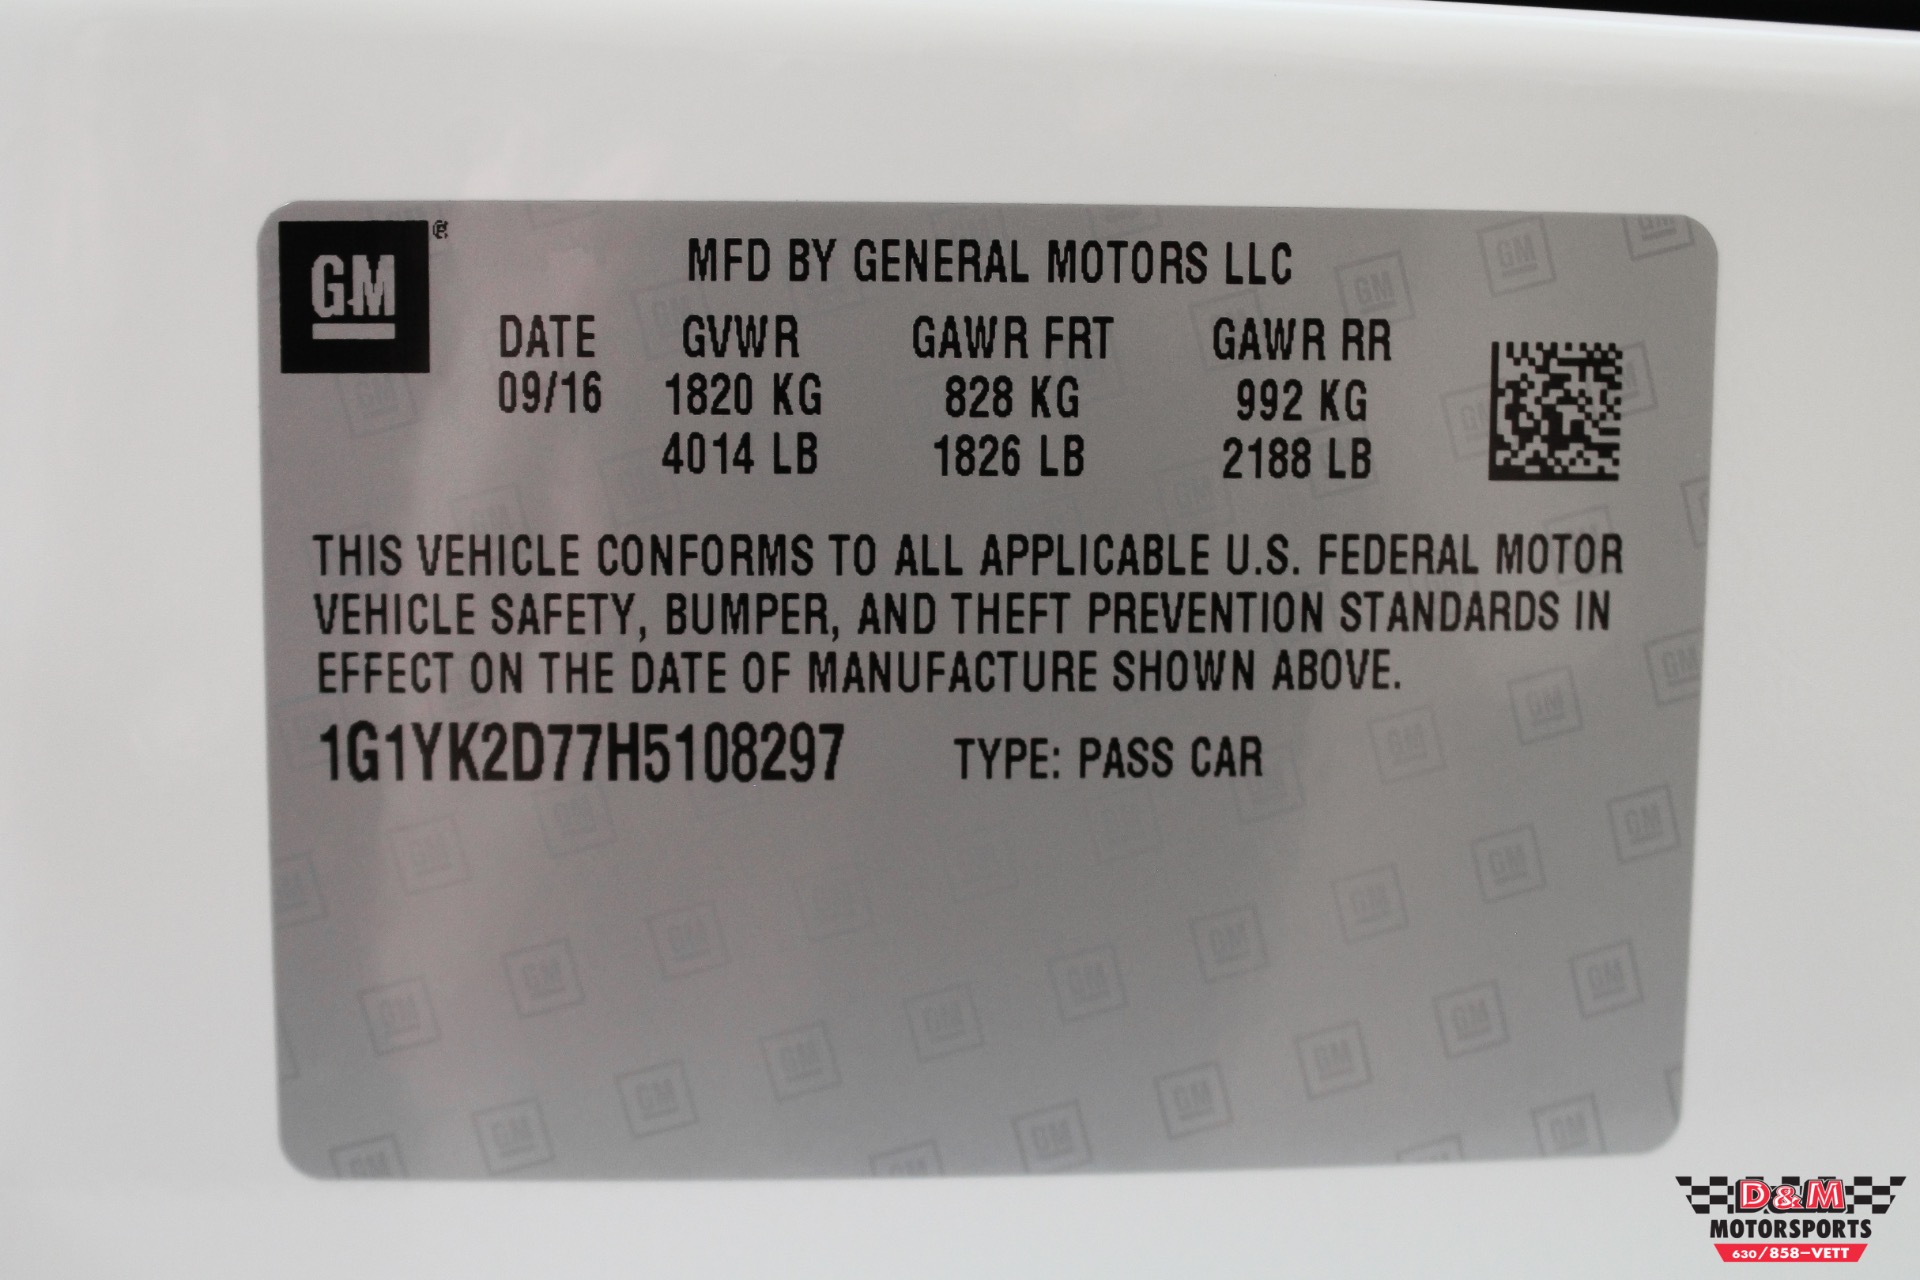 GM ®
MFD BY GENERAL MOTORS LLC
DATE GVWR GAWR FRT GAWR RR
09/16 1820 KG 828 KG 992 KG
4014 LB 1826 LB 2188 LB
THIS VEHICLE CONFORMS TO ALL APPLICABLE U.S. FEDERAL MOTOR
VEHICLE SAFETY, BUMPER, AND THEFT PREVENTION STANDARDS IN
EFFECT ON THE DATE OF MANUFACTURE SHOWN ABOVE.
1G1YK2D77H5108297 TYPE: PASS CAR
D&M
MOTORSPORTS
630/858-VETT